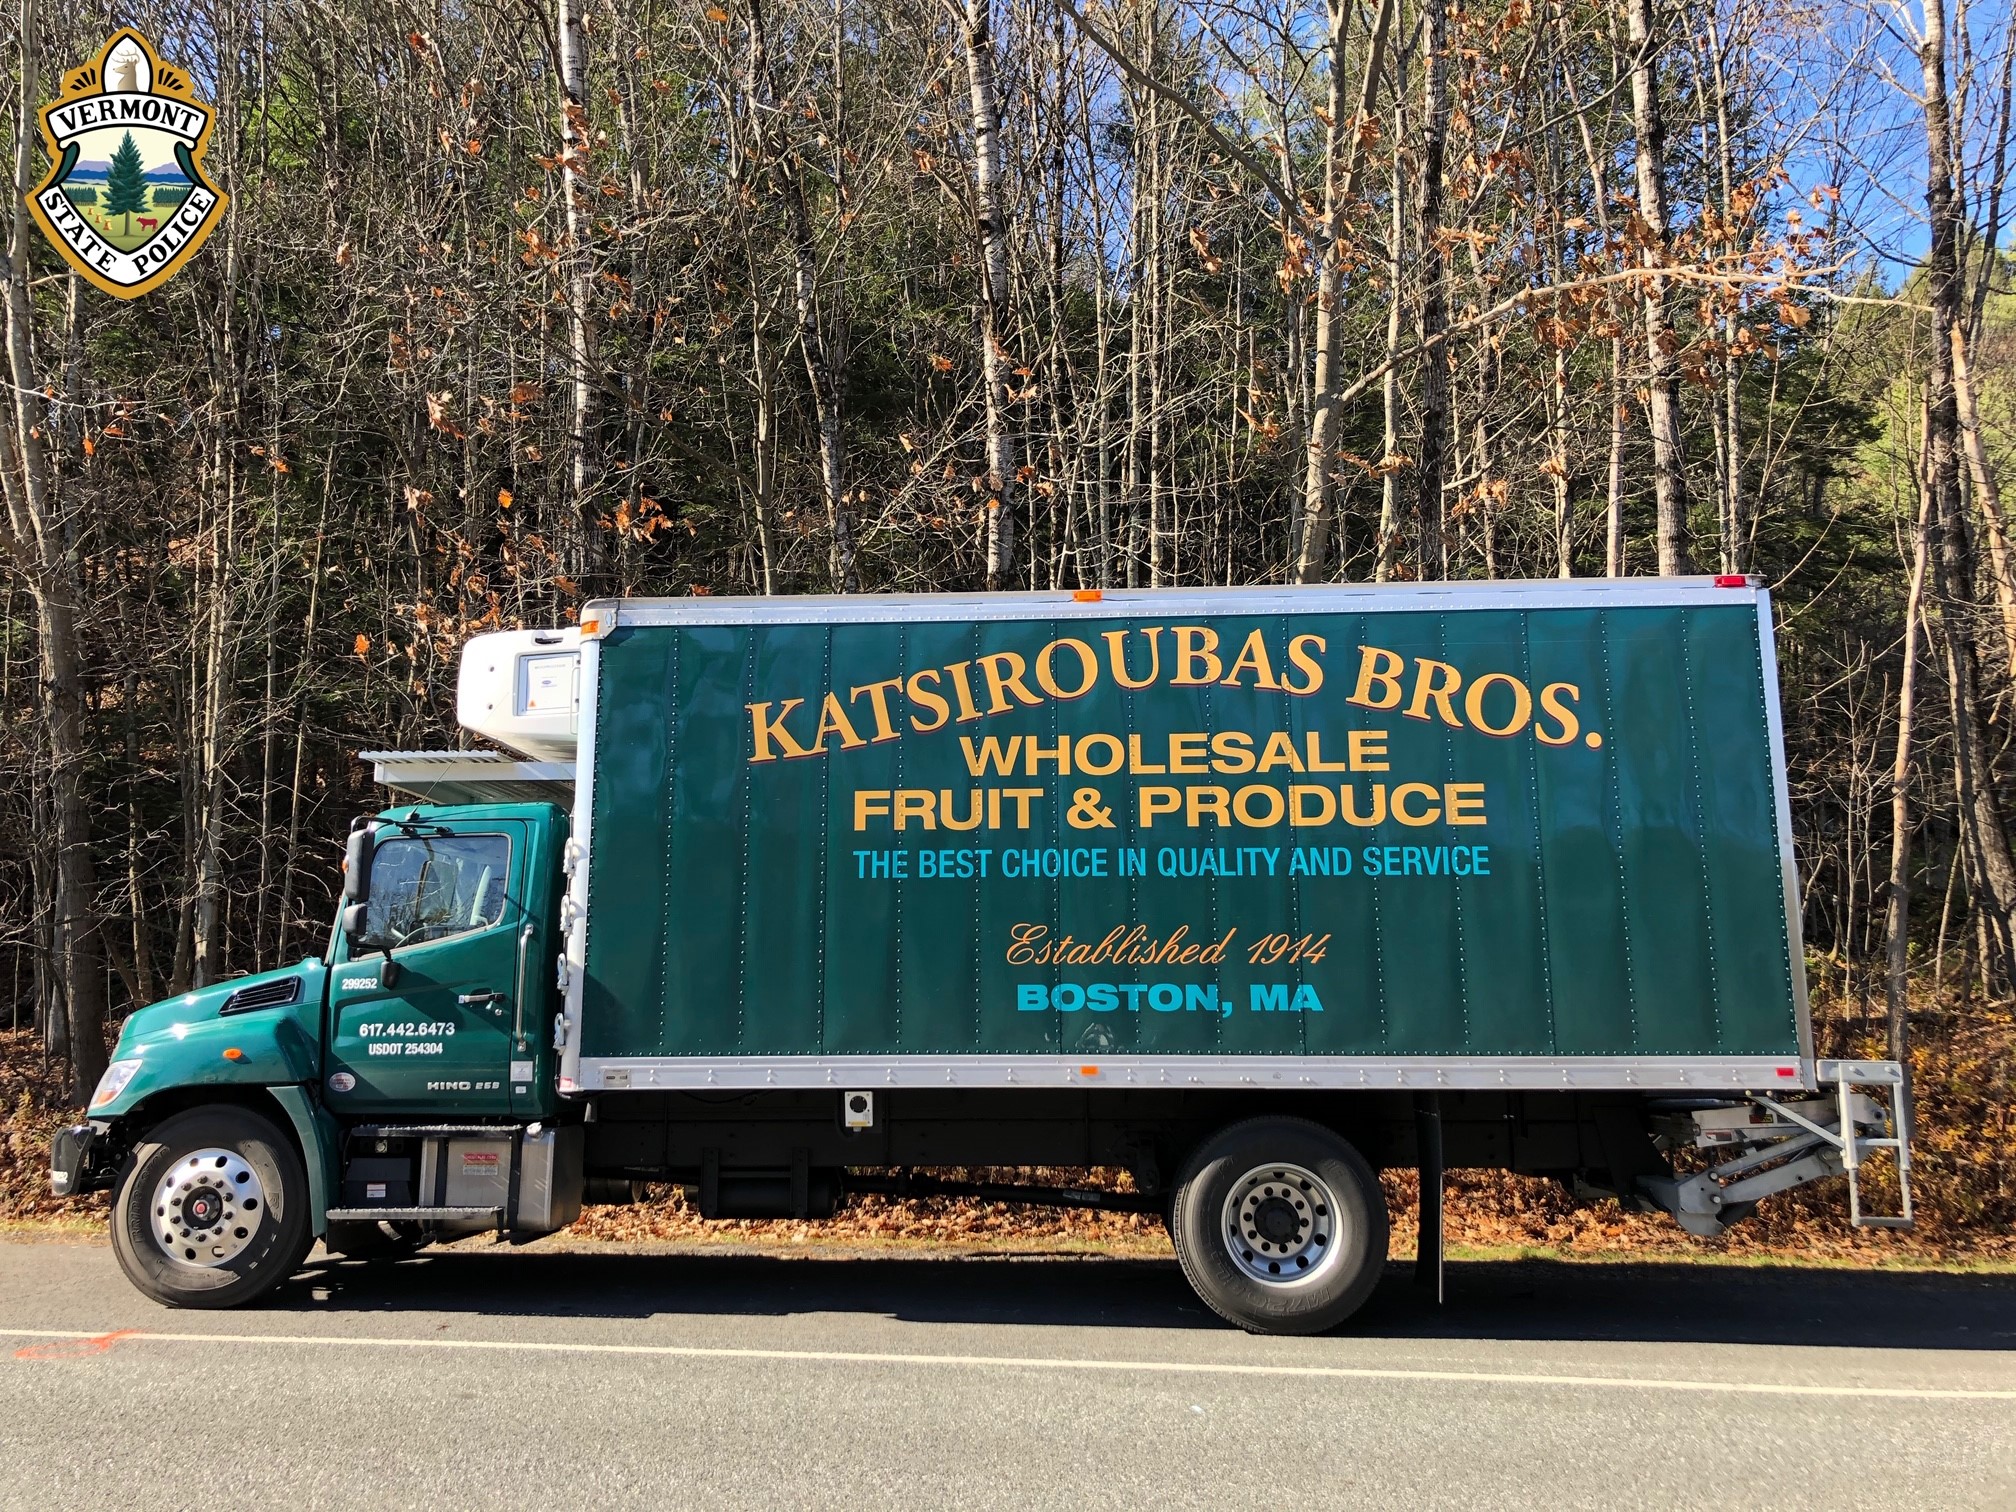 VERMONT
STATE POLICE
KATSIROUBAS BROS.
WHOLESALE
FRUIT & PRODUCE
THE BEST CHOICE IN QUALITY AND SERVICE
Established 1914
BOSTON, MA
299252
617.442.6473
USDOT 254304
HINO 258